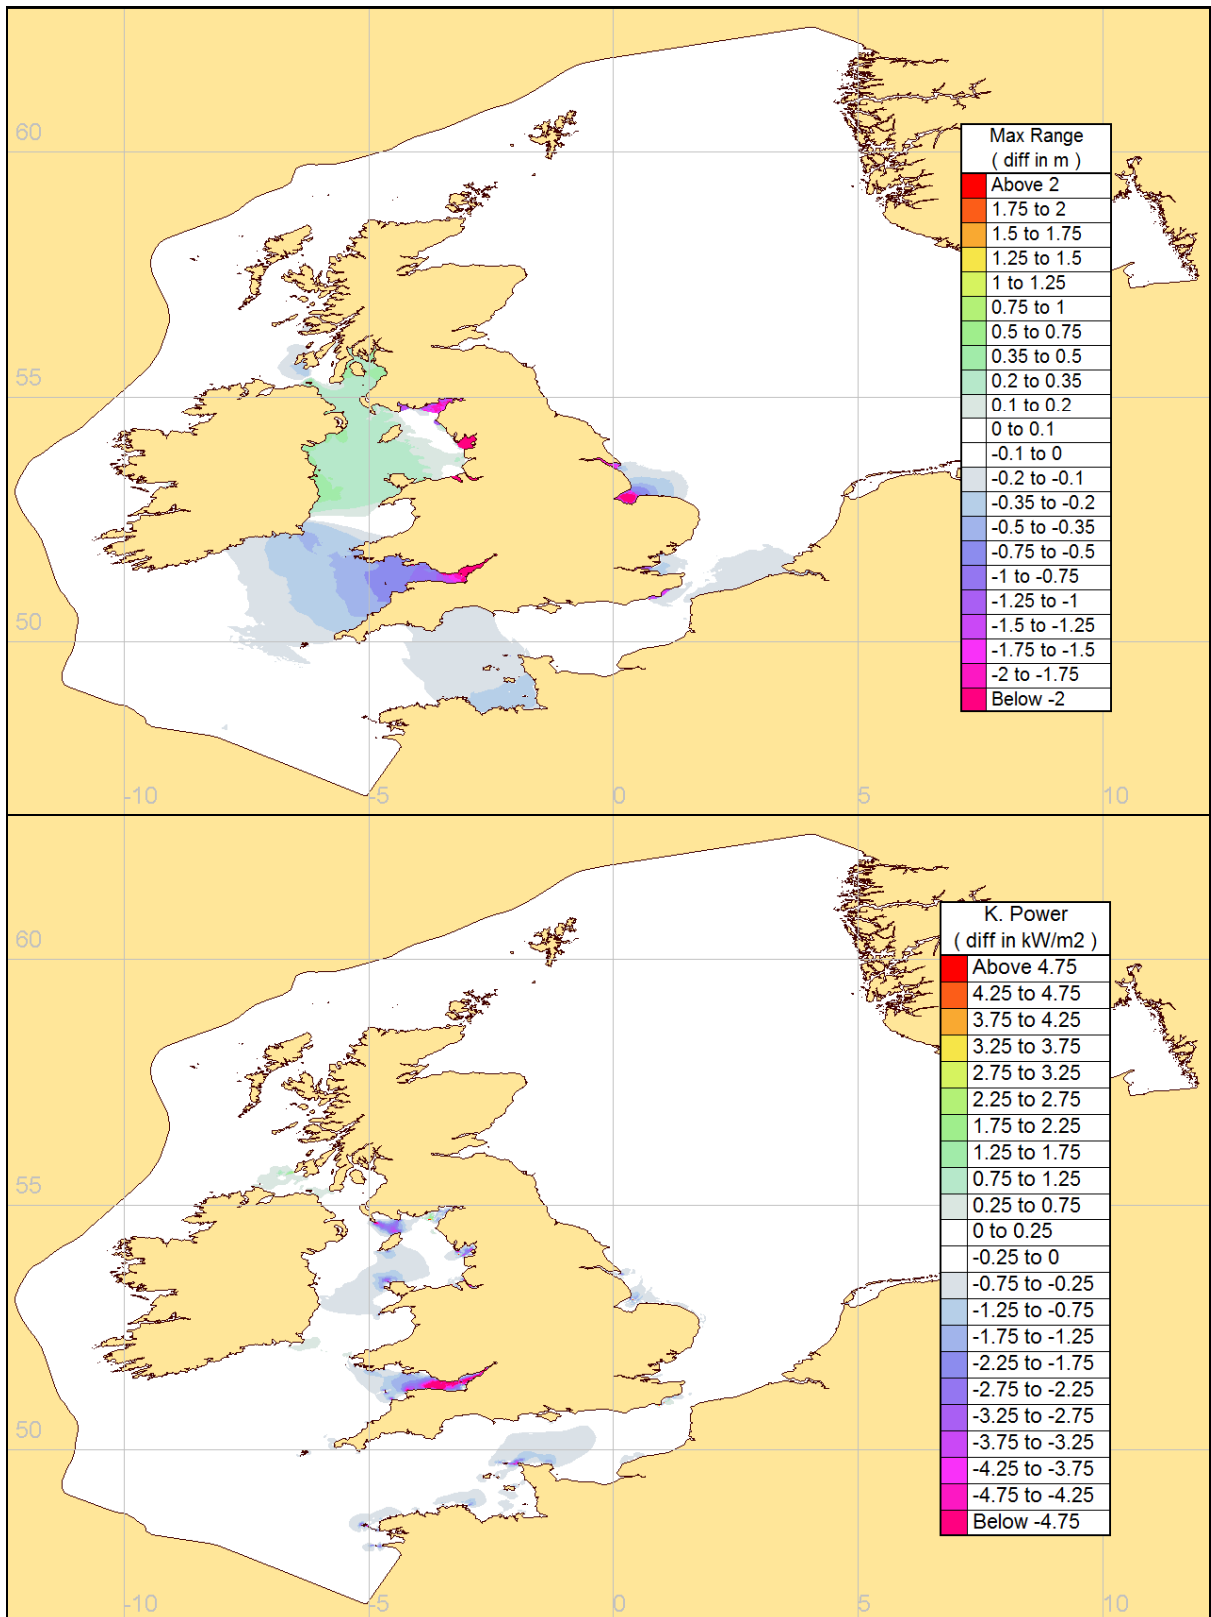 60
55
50
-10
-5
0
5
10
Max Range
( diff in m )
Above 2
1.75 to 2
1.5 to 1.75
1.25 to 1.5
1 to 1.25
0.75 to 1
0.5 to 0.75
0.35 to 0.5
0.2 to 0.35
0.1 to 0.2
0 to 0.1
-0.1 to 0
-0.2 to -0.1
-0.35 to -0.2
-0.5 to -0.35
-0.75 to -0.5
-1 to -0.75
-1.25 to -1
-1.5 to -1.25
-1.75 to -1.5
-2 to -1.75
Below -2
60
55
50
-10
-5
0
5
10
K. Power
( diff in kW/m2 )
Above 4.75
4.25 to 4.75
3.75 to 4.25
3.25 to 3.75
2.75 to 3.25
2.25 to 2.75
1.75 to 2.25
1.25 to 1.75
0.75 to 1.25
0.25 to 0.75
0 to 0.25
-0.25 to 0
-0.75 to -0.25
-1.25 to -0.75
-1.75 to -1.25
-2.25 to -1.75
-2.75 to -2.25
-3.25 to -2.75
-3.75 to -3.25
-4.25 to -3.75
-4.75 to -4.25
Below -4.75